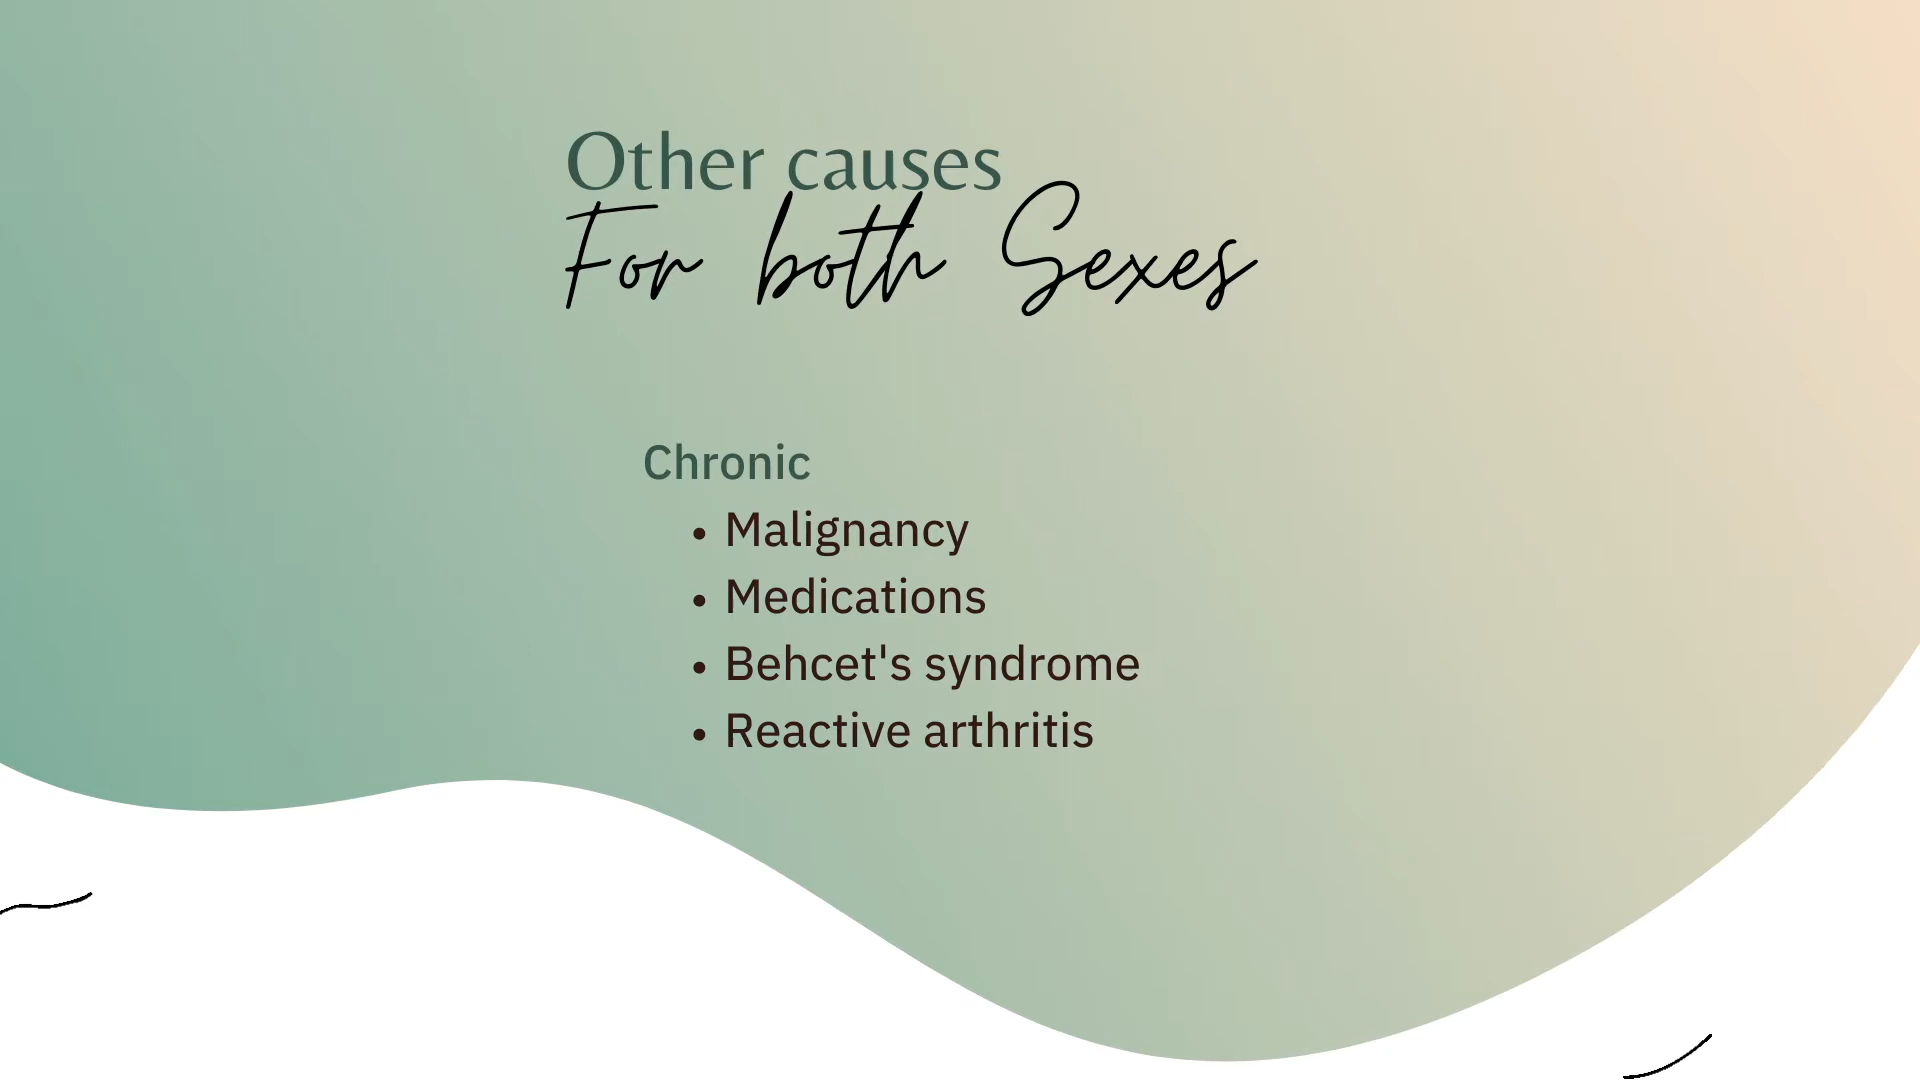 Other causes
For both Sexes
Chronic
• Malignancy
• Medications
• Behcet's syndrome
• Reactive arthritis